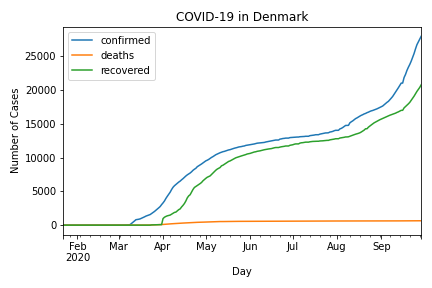 COVID-19 in Denmark
confirmed
deaths
recovered
Number of Cases
25000
20000
15000
10000
5000
0
Feb Mar Apr May Jun Jul Aug Sep
2020
Day